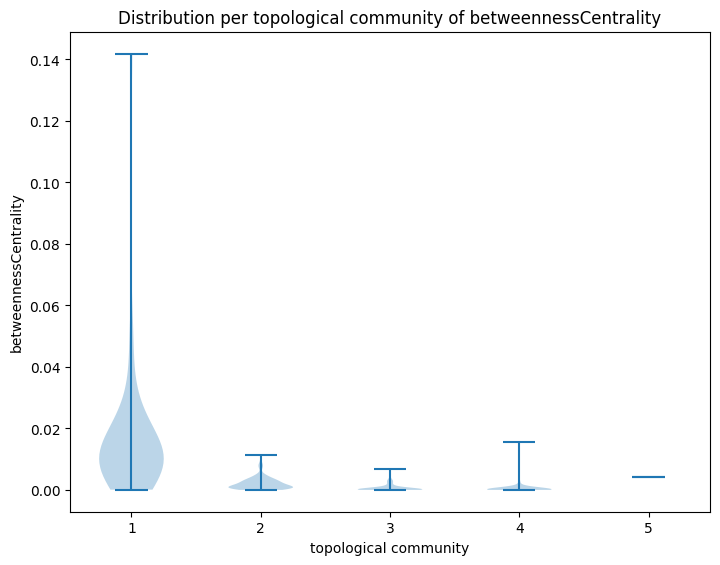 Distribution per topological community of betweennessCentrality
betweennessCentrality
0.14
0.12
0.10
0.08
0.06
0.04
0.02
0.00
1 2 3 4 5
topological community